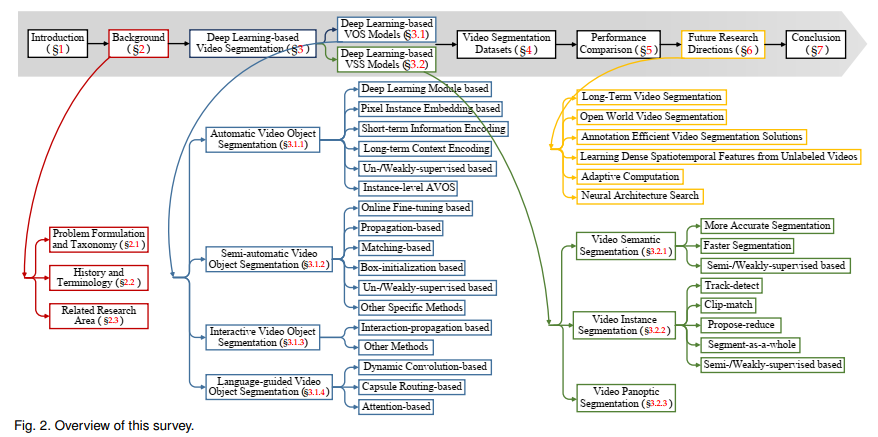 Introduction
(§1)
Background
(§2)
Deep Learning-based
Video Segmentation (§3)
Deep Learning-based
VOS Models (§3.1)
Deep Learning-based
VSS Models (§3.2)
Video Segmentation
Datasets (§4)
Performance
Comparison (§5)
Future Research
Directions (§6)
Conclusion
(§7)
Problem Formulation
and Taxonomy (§2.1)
History and
Terminology (§2.2)
Related Research
Area (§2.3)
Automatic Video Object
Segmentation (§3.1.1)
Deep Learning Module based
Pixel Instance Embedding based
Short-term Information Encoding
Long-term Context Encoding
Un-/Weakly-supervised based
Instance-level AVOS
Semi-automatic Video
Object Segmentation (§3.1.2)
Online Fine-tuning based
Propagation-based
Matching-based
Box-initialization based
Un-/Weakly-supervised based
Other Specific Methods
Interactive Video Object
Segmentation (§3.1.3)
Interaction-propagation based
Other Methods
Language-guided Video
Object Segmentation (§3.1.4)
Dynamic Convolution-based
Capsule Routing-based
Attention-based
Long-Term Video Segmentation
Open World Video Segmentation
Annotation Efficient Video Segmentation Solutions
Learning Dense Spatiotemporal Features from Unlabeled Videos
Adaptive Computation
Neural Architecture Search
Video Semantic
Segmentation (§3.2.1)
More Accurate Segmentation
Faster Segmentation
Semi-/Weakly-supervised based
Video Instance
Segmentation (§3.2.2)
Track-detect
Clip-match
Propose-reduce
Segment-as-a-whole
Semi-/Weakly-supervised based
Video Panoptic
Segmentation (§3.2.3)
Fig. 2. Overview of this survey.